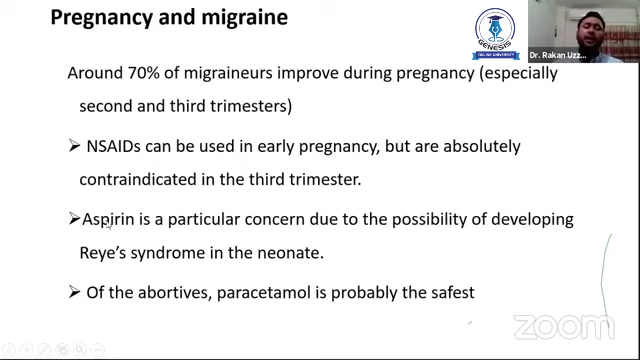 Pregnancy and migraine
GENESIS
ONLINE UNIVERSITY
Dr. Rakan Uzz...
Around 70% of migraineurs improve during pregnancy (especially
second and third trimesters)
➤ NSAIDs can be used in early pregnancy, but are absolutely
contraindicated in the third trimester.
➤Aspirin is a particular concern due to the possibility of developing
Reye’s syndrome in the neonate.
➤ Of the abortives, paracetamol is probably the safest
zoom